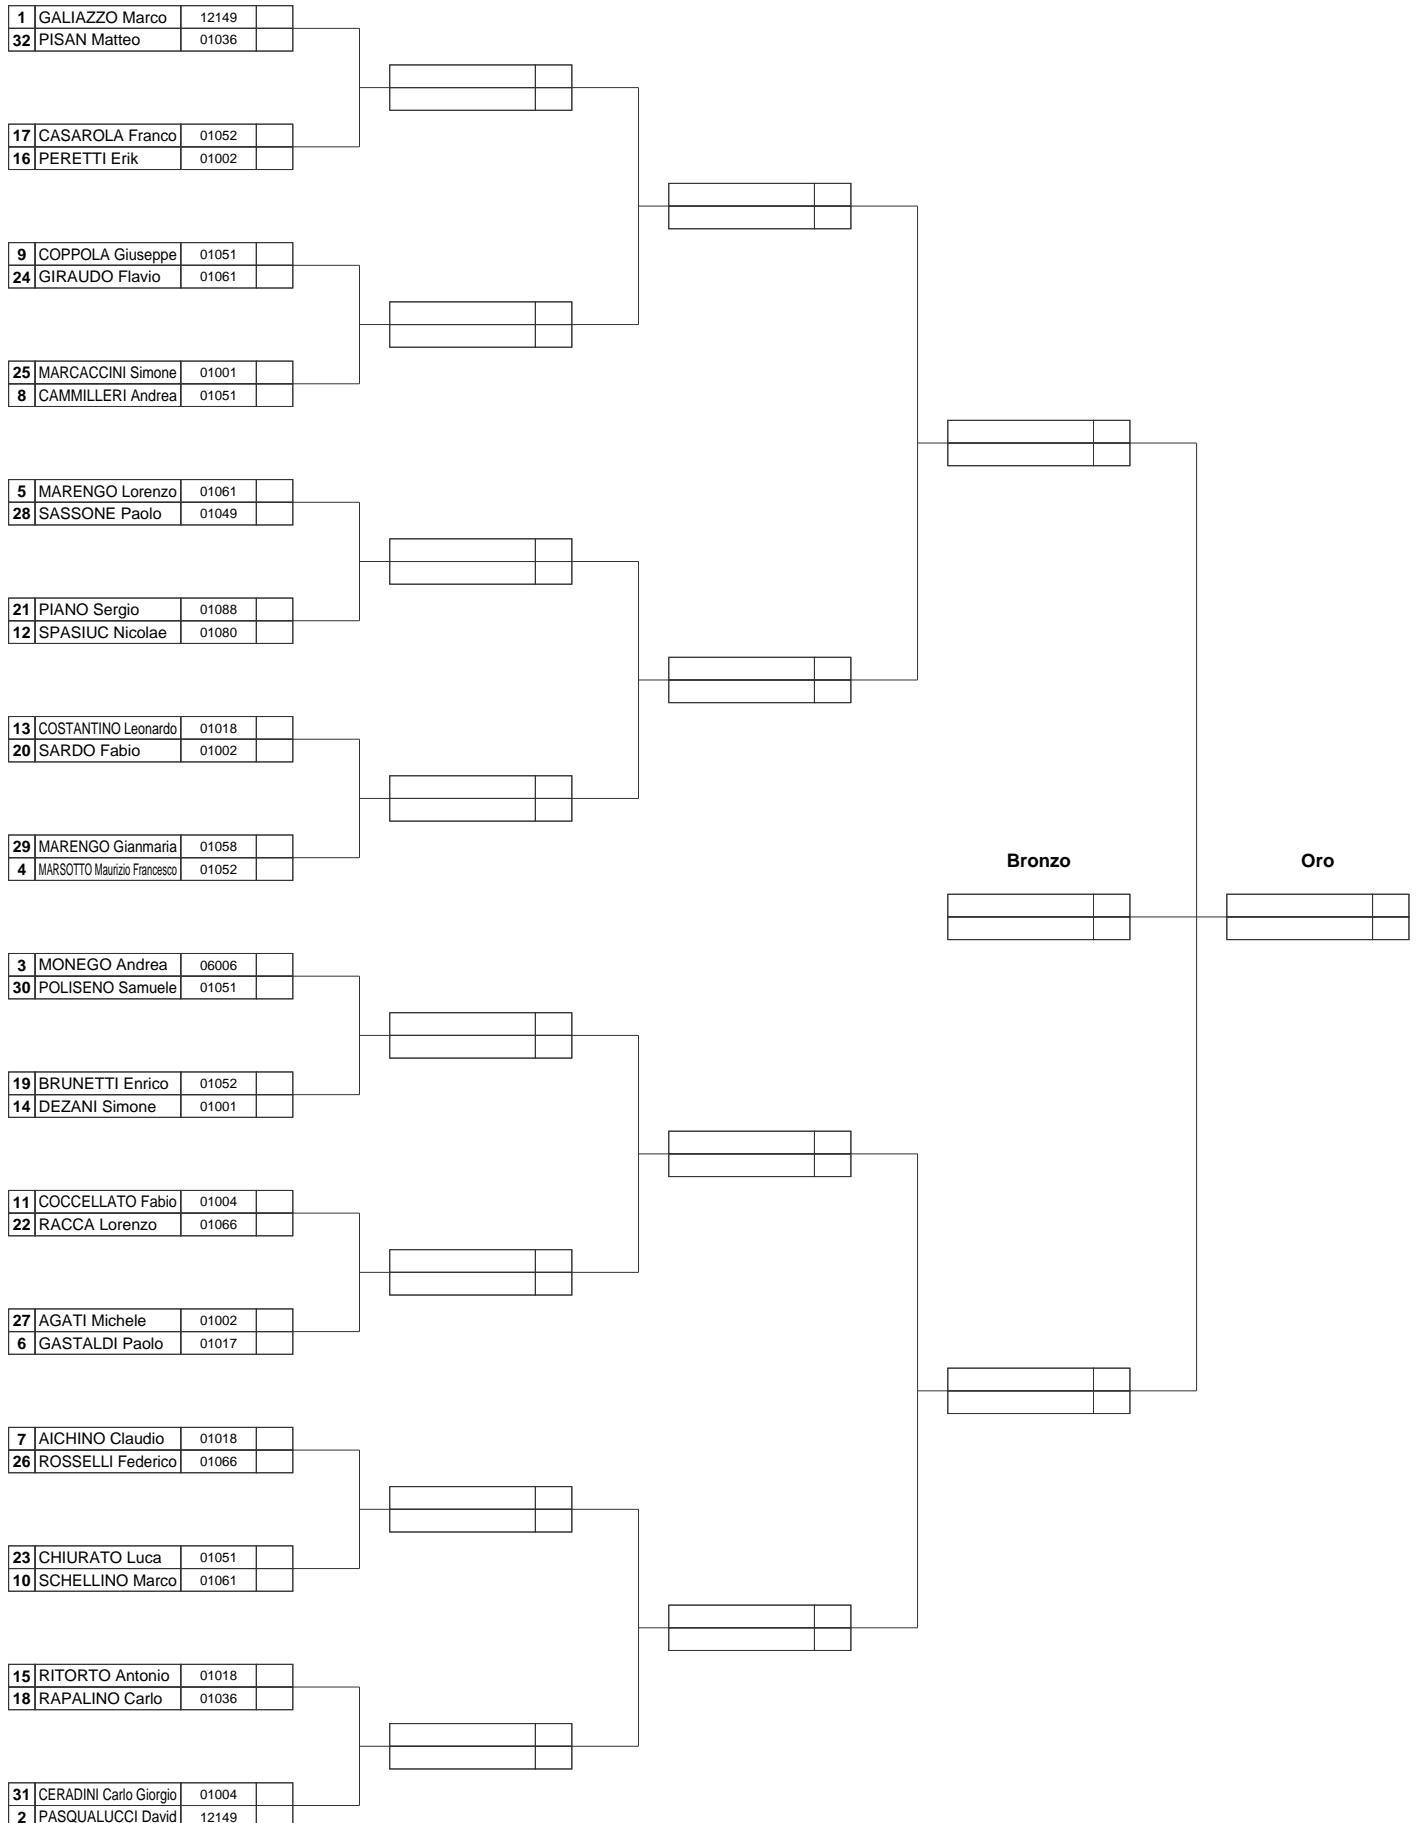 1 GALIAZZO Marco 12149
32 PISAN Matteo 01036
17 CASAROLA Franco 01052
16 PERETTI Erik 01002
9 COPPOLA Giuseppe 01051
24 GIRAUDO Flavio 01061
25 MARCACCINI Simone 01001
8 CAMMILLERI Andrea 01051
5 MARENGO Lorenzo 01061
28 SASSONE Paolo 01049
21 PIANO Sergio 01088
12 SPASIUC Nicolae 01080
13 COSTANTINO Leonardo 01018
20 SARDO Fabio 01002
29 MARENGO Gianmaria 01058
4 MARSOTTO Maurizio Francesco 01052
Bronzo Oro
3 MONEGO Andrea 06006
30 POLISENO Samuele 01051
19 BRUNETTI Enrico 01052
14 DEZANI Simone 01001
11 COCCELLATO Fabio 01004
22 RACCA Lorenzo 01066
27 AGATI Michele 01002
6 GASTALDI Paolo 01017
7 AICHINO Claudio 01018
26 ROSSELLI Federico 01066
23 CHIURATO Luca 01051
10 SCHELLINO Marco 01061
15 RITORTO Antonio 01018
18 RAPALINO Carlo 01036
31 CERADINI Carlo Giorgio 01004
2 PASQUALUCCI David 12149